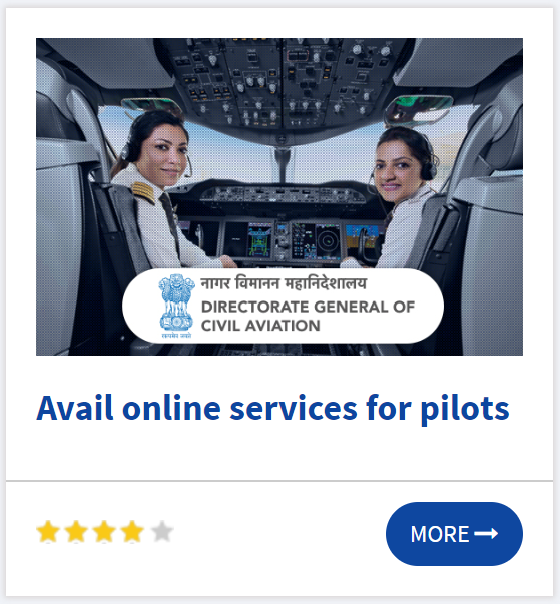 नागर विमानन महानिदेशालय
DIRECTORATE GENERAL OF
CIVIL AVIATION
सत्यमेव जयते
Avail online services for pilots
MORE